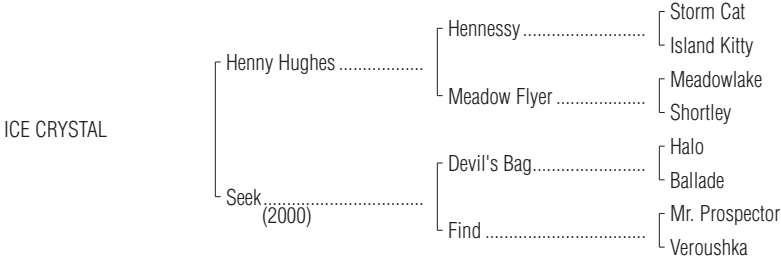 Storm Cat
Hennessy ..........................
Island Kitty
Henny Hughes ..................
Meadowlake
Meadow Flyer ...................
Shortley
ICE CRYSTAL
Halo
Devil's Bag........................
Ballade
Seek..................................
(2000)
Mr. Prospector
Find ..................................
Veroushka